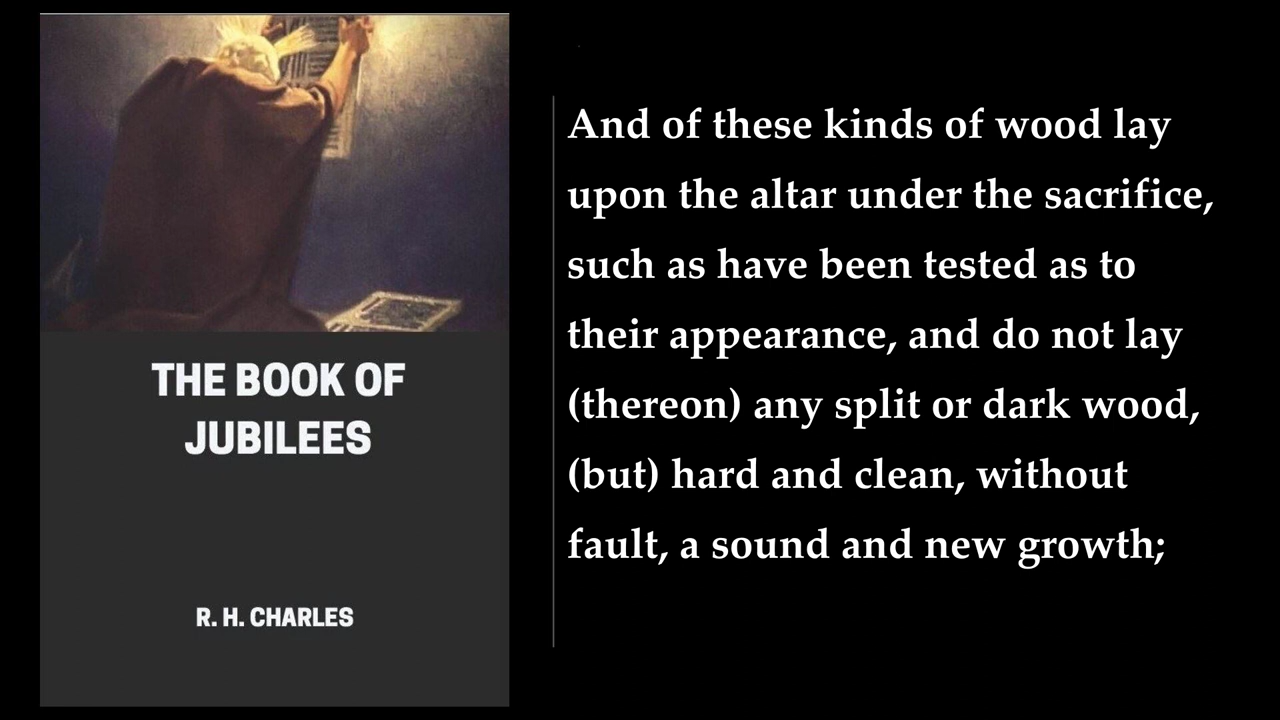 THE BOOK OF
JUBILEES
R. H. CHARLES
And of these kinds of wood lay
upon the altar under the sacrifice,
such as have been tested as to
their appearance, and do not lay
(thereon) any split or dark wood,
(but) hard and clean, without
fault, a sound and new growth;